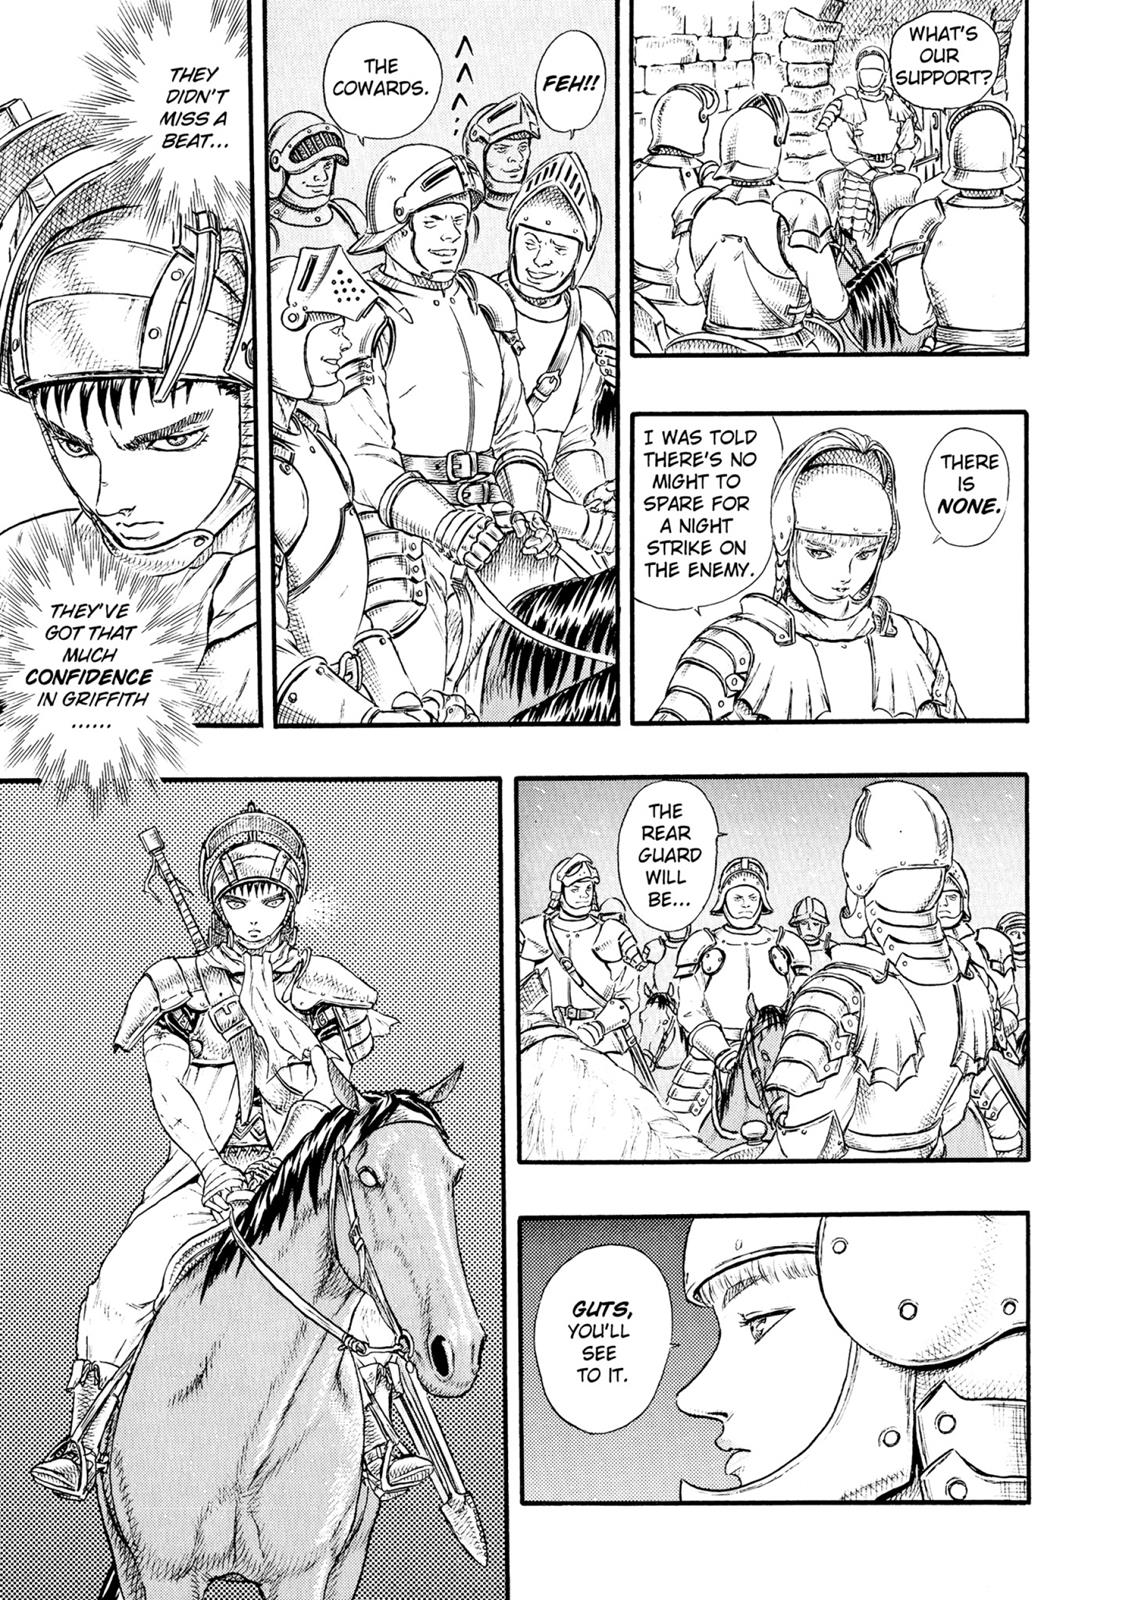 WHAT'S
OUR
SUPPORT?
THERE
IS
NONE.
I WAS TOLD
THERE'S NO
MIGHT TO
SPARE FOR
A NIGHT
STRIKE ON
THE ENEMY.
FEH!!
THE
COWARDS.
THEY
DIDN'T
MISS A
BEAT...
THEY'VE
GOT THAT
MUCH
CONFIDENCE
IN GRIFFITH
......
THE
REAR
GUARD
WILL
BE...
GUTS,
YOU'LL
SEE
TO IT.